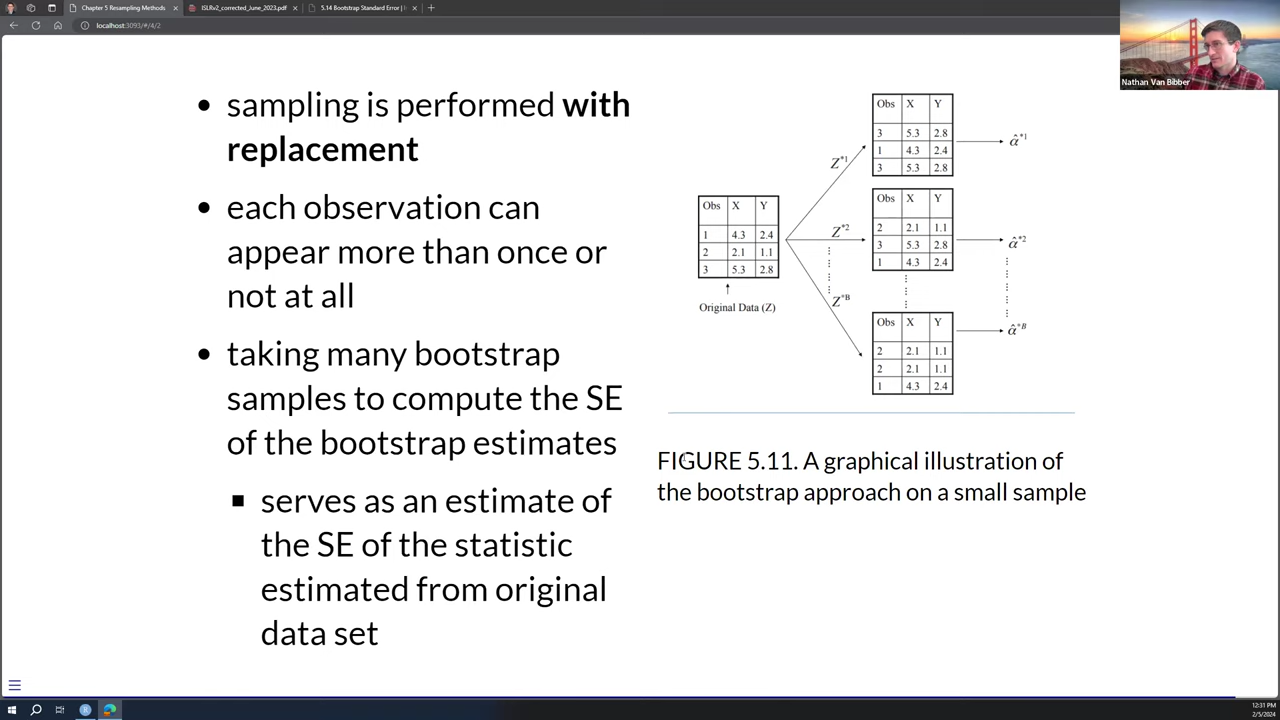 Chapter 5 Resampling Methods
ISLRv2_corrected_June_2023.pdf
5.14 Bootstrap Standard Error |
localhost:3093/#/4/2
Nathan Van Bibber
• sampling is performed with
replacement
• each observation can
appear more than once or
not at all
• taking many bootstrap
samples to compute the SE
of the bootstrap estimates
▪ serves as an estimate of
the SE of the statistic
estimated from original
data set
Obs X Y
1 4.3 2.4
2 2.1 1.1
3 5.3 2.8
Original Data (Z)
Z*1
Z*2
Z*B
Obs X Y
3 5.3 2.8
1 4.3 2.4
3 5.3 2.8
α̂*1
Obs X Y
2 2.1 1.1
3 5.3 2.8
1 4.3 2.4
α̂*2
Obs X Y
2 2.1 1.1
2 2.1 1.1
1 4.3 2.4
α̂*B
FIGURE 5.11. A graphical illustration of
the bootstrap approach on a small sample
12:31 PM
2/5/2024